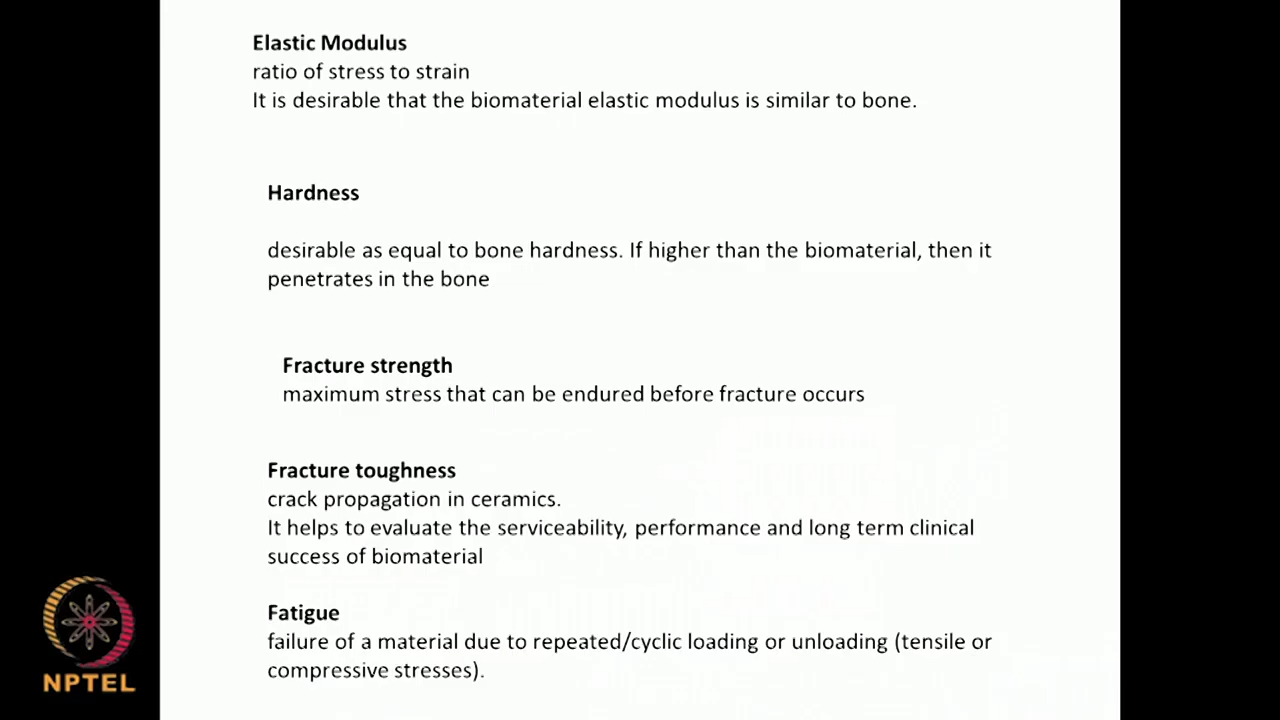 Elastic Modulus
ratio of stress to strain
It is desirable that the biomaterial elastic modulus is similar to bone.
Hardness
desirable as equal to bone hardness. If higher than the biomaterial, then it
penetrates in the bone
Fracture strength
maximum stress that can be endured before fracture occurs
Fracture toughness
crack propagation in ceramics.
It helps to evaluate the serviceability, performance and long term clinical
success of biomaterial
Fatigue
failure of a material due to repeated/cyclic loading or unloading (tensile or
compressive stresses).
NPTEL